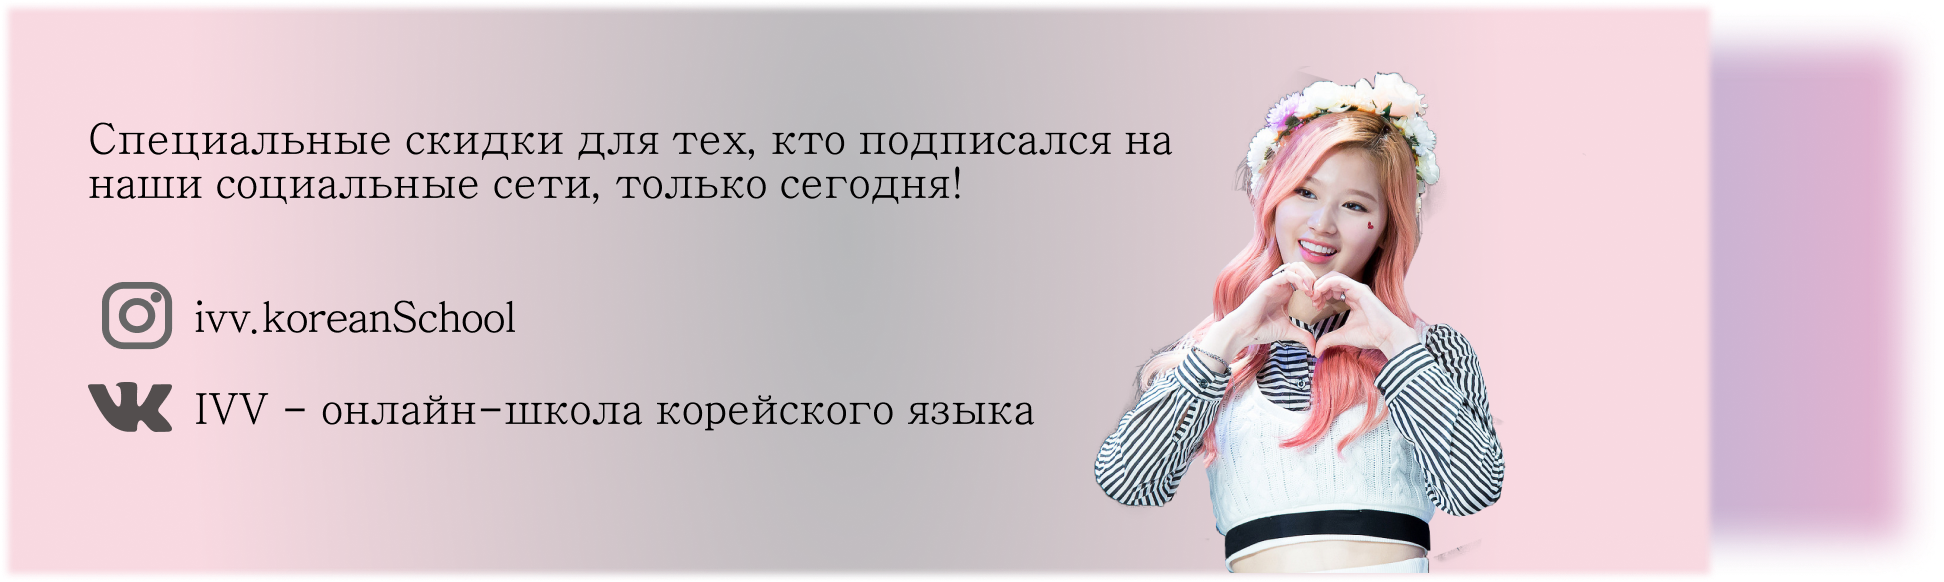 Специальные скидки для тех, кто подписался на
наши социальные сети, только сегодня!
ivv.koreanSchool
IVV - онлайн-школа корейского языка